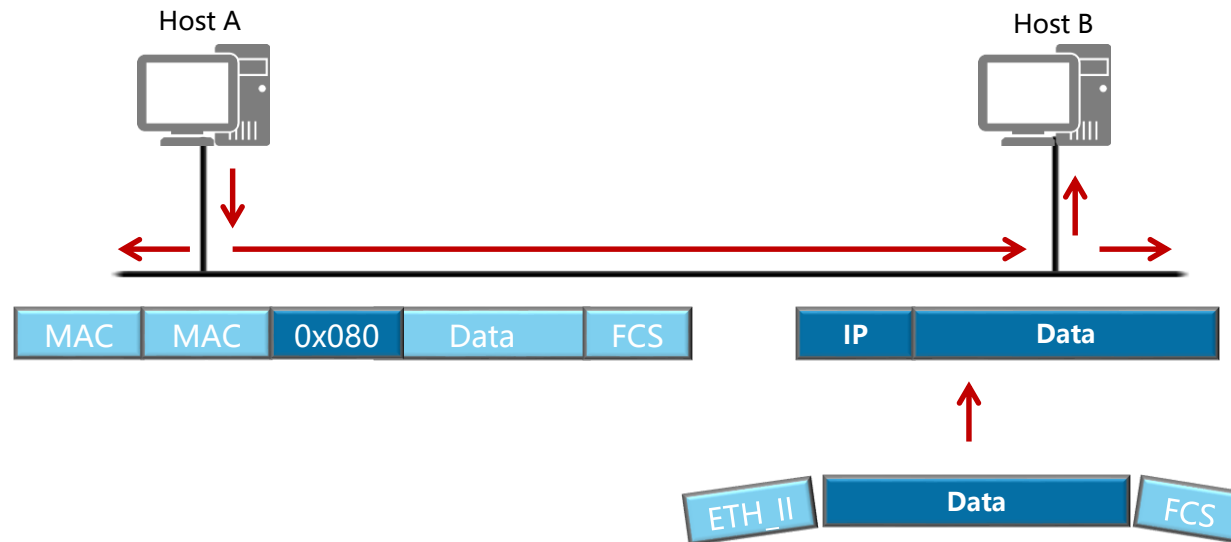 Host A
Host B
MAC MAC 0x080 Data FCS
IP Data
ETH_II Data FCS